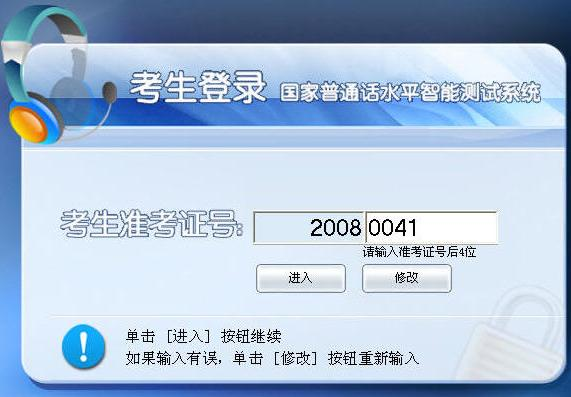 考生登录 国家普通话水平智能测试系统
考生准考证号: 2008 0041
请输入准考证号后4位
进入 修改
单击 [进入] 按钮继续
如果输入有误，单击 [修改] 按钮重新输入